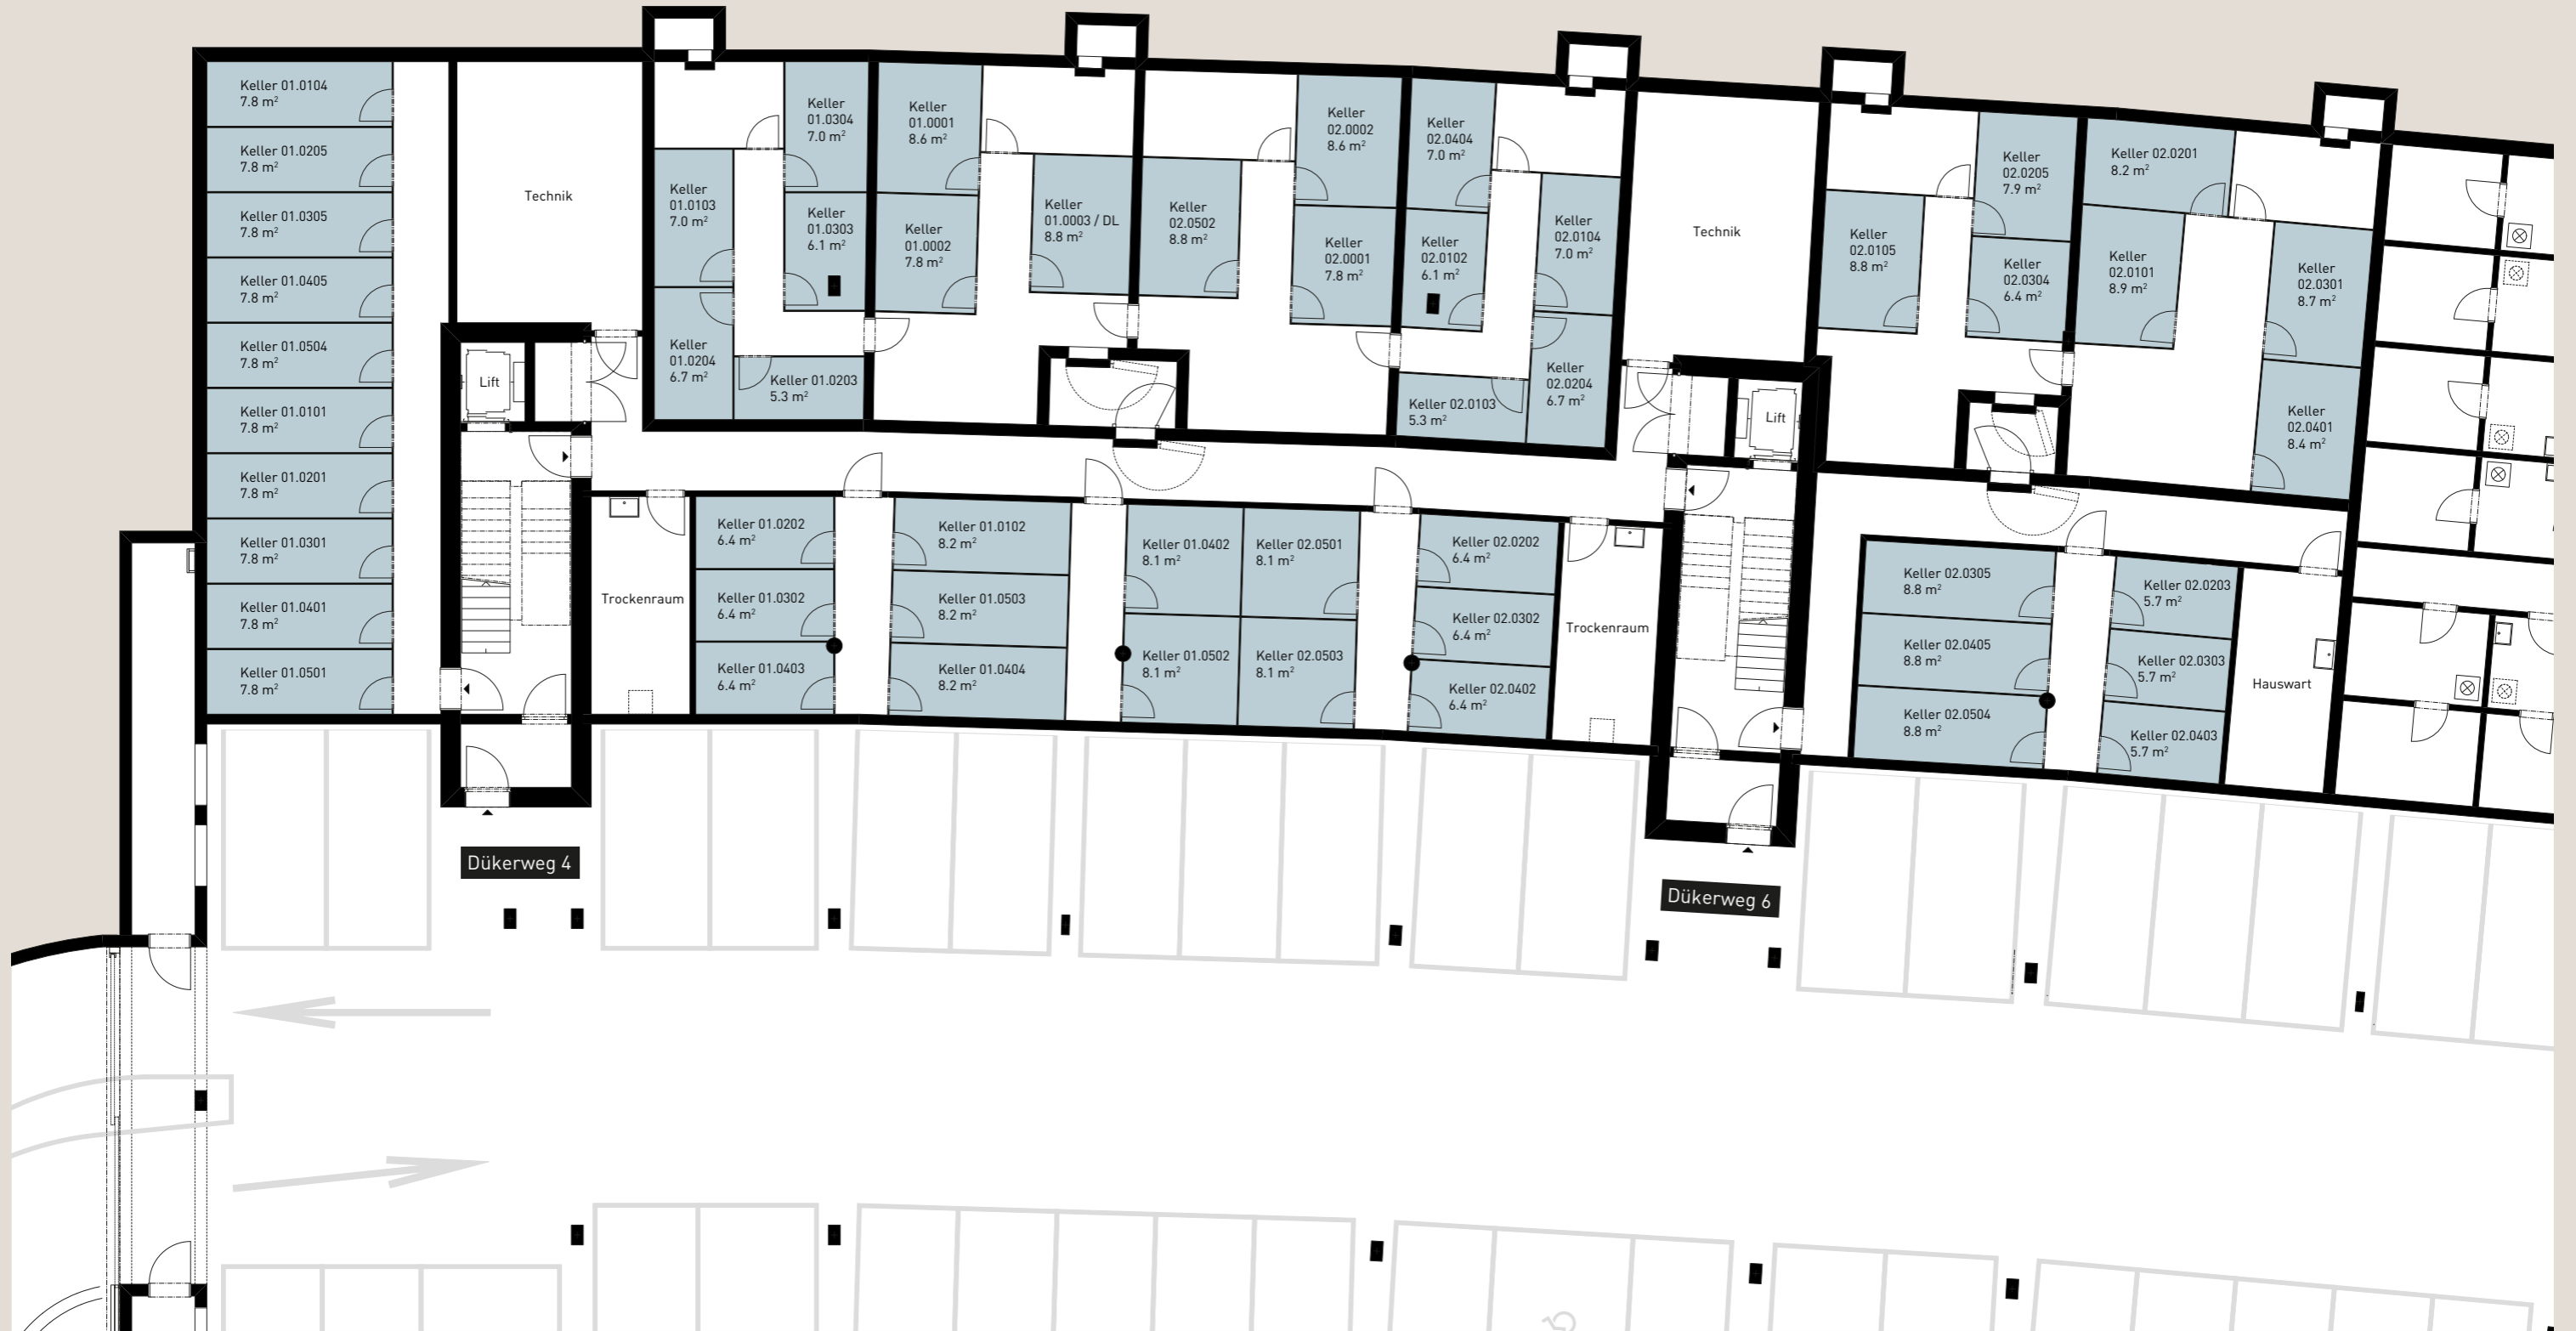 Keller 01.0104
7.8 m²
Keller 01.0205
7.8 m²
Keller 01.0305
7.8 m²
Keller 01.0405
7.8 m²
Keller 01.0504
7.8 m²
Keller 01.0101
7.8 m²
Keller 01.0201
7.8 m²
Keller 01.0301
7.8 m²
Keller 01.0401
7.8 m²
Keller 01.0501
7.8 m²
Technik
Lift
Keller
01.0103
7.0 m²
Keller
01.0204
6.7 m²
Keller
01.0304
7.0 m²
Keller
01.0303
6.1 m²
Keller 01.0203
5.3 m²
Keller
01.0001
8.6 m²
Keller
01.0002
7.8 m²
Keller
01.0003 / DL
8.8 m²
Keller
02.0502
8.8 m²
Keller
02.0002
8.6 m²
Keller
02.0001
7.8 m²
Keller
02.0404
7.0 m²
Keller
02.0102
6.1 m²
Keller 02.0103
5.3 m²
Keller
02.0104
7.0 m²
Keller
02.0204
6.7 m²
Technik
Lift
Keller
02.0105
8.8 m²
Keller
02.0205
7.9 m²
Keller
02.0304
6.4 m²
Keller 02.0201
8.2 m²
Keller
02.0101
8.9 m²
Keller
02.0301
8.7 m²
Keller
02.0401
8.4 m²
Trockenraum
Keller 01.0202
6.4 m²
Keller 01.0302
6.4 m²
Keller 01.0403
6.4 m²
Keller 01.0102
8.2 m²
Keller 01.0503
8.2 m²
Keller 01.0404
8.2 m²
Keller 01.0402
8.1 m²
Keller 01.0502
8.1 m²
Keller 02.0501
8.1 m²
Keller 02.0503
8.1 m²
Keller 02.0202
6.4 m²
Keller 02.0302
6.4 m²
Keller 02.0402
6.4 m²
Trockenraum
Keller 02.0305
8.8 m²
Keller 02.0405
8.8 m²
Keller 02.0504
8.8 m²
Keller 02.0203
5.7 m²
Keller 02.0303
5.7 m²
Keller 02.0403
5.7 m²
Hauswart
Dükerweg 4
Dükerweg 6